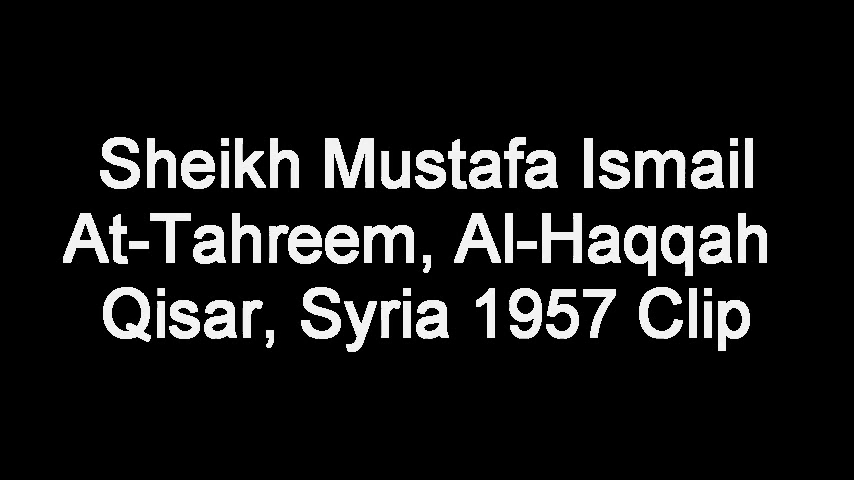 Sheikh Mustafa Ismail
At-Tahreem, Al-Haqqah
Qisar, Syria 1957 Clip